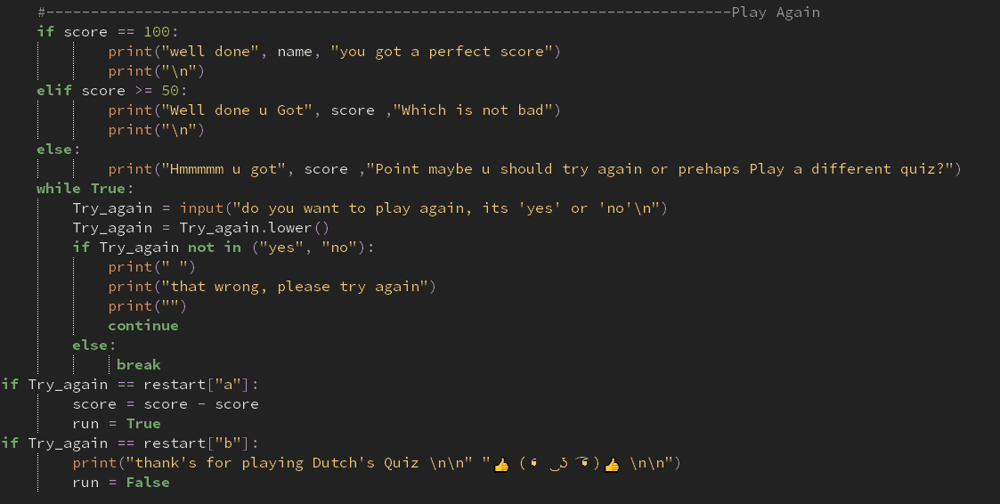 #-----------------------------------------------------------------------------Play Again
if score == 100:
        print("well done", name, "you got a perfect score")
        print("\n")
elif score >= 50:
        print("Well done u Got", score ,"Which is not bad")
        print("\n")
else:
        print("Hmmmmm u got", score ,"Point maybe u should try again or prehaps Play a different quiz?")
while True:
    Try_again = input("do you want to play again, its 'yes' or 'no'\n")
    Try_again = Try_again.lower()
    if Try_again not in ("yes", "no"):
        print(" ")
        print("that wrong, please try again")
        print("")
        continue
    else:
         break
if Try_again == restart["a"]:
        score = score - score
        run = True
if Try_again == restart["b"]:
        print("thank's for playing Dutch's Quiz \n\n" "👍 ( ͡° ͜ʖ ͡°)👍 \n\n")
        run = False